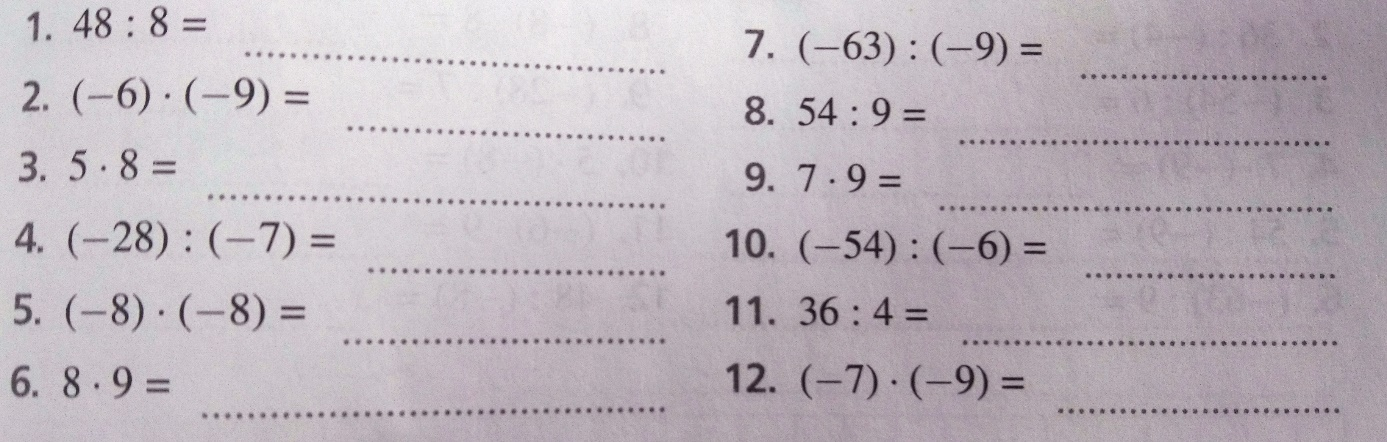 1. 48 : 8 =
2. (−6) · (−9) =
3. 5 · 8 =
4. (−28) : (−7) =
5. (−8) · (−8) =
6. 8 · 9 =
7. (−63) : (−9) =
8. 54 : 9 =
9. 7 · 9 =
10. (−54) : (−6) =
11. 36 : 4 =
12. (−7) · (−9) =